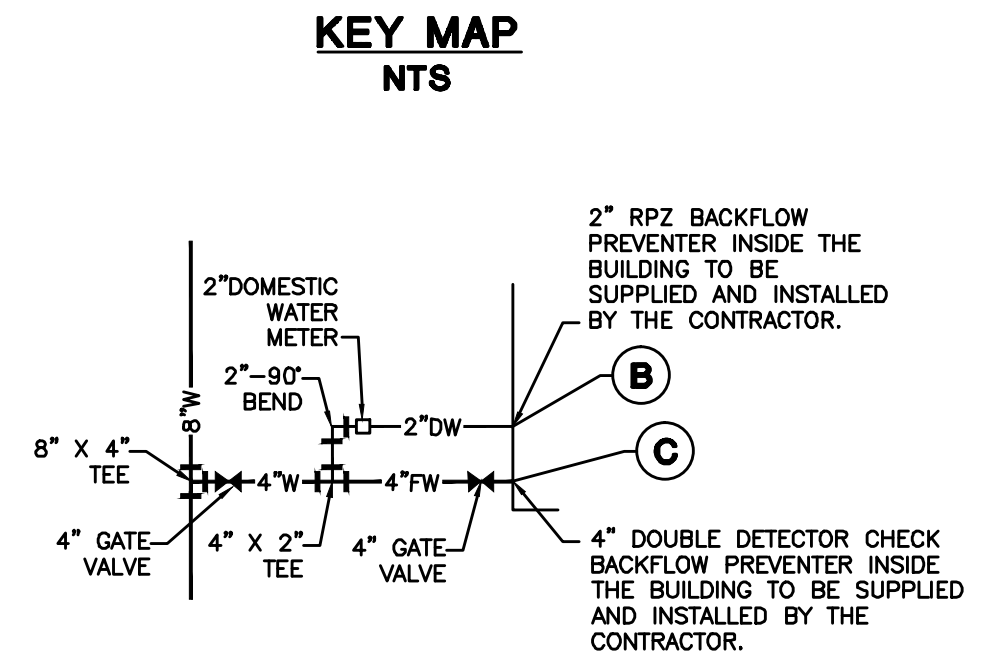 KEY MAP
NTS
2" RPZ BACKFLOW
PREVENTER INSIDE THE
BUILDING TO BE
SUPPLIED AND INSTALLED
BY THE CONTRACTOR.
2"DOMESTIC
WATER
METER
2"-90°
BEND
B
8"W
2"DW
C
8" X 4"
TEE
4"W
4"FW
4" GATE
VALVE
4" X 2"
TEE
4" GATE
VALVE
4" DOUBLE DETECTOR CHECK
BACKFLOW PREVENTER INSIDE
THE BUILDING TO BE SUPPLIED
AND INSTALLED BY THE
CONTRACTOR.